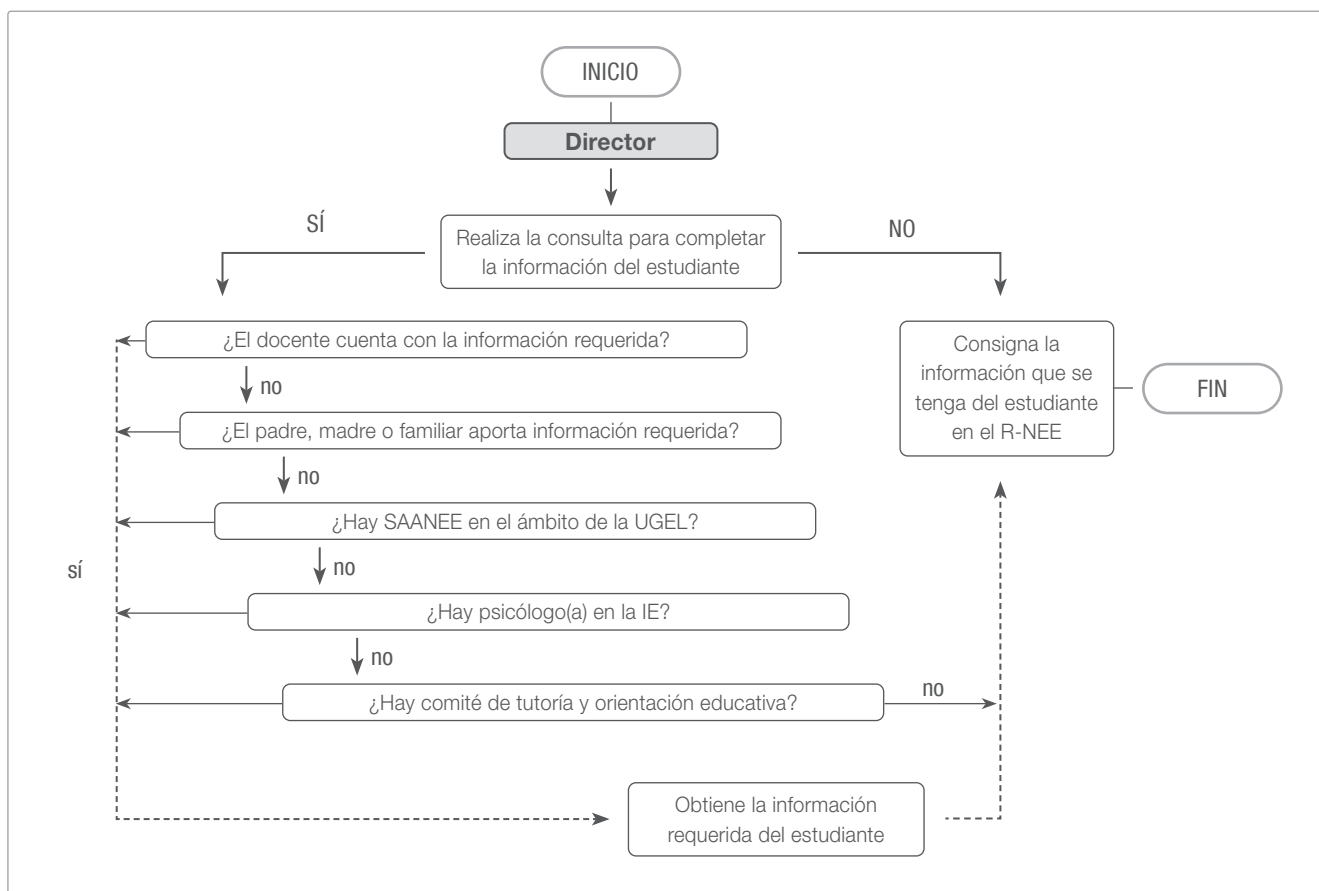 INICIO
Director
SÍ
Realiza la consulta para completar
la información del estudiante
NO
¿El docente cuenta con la información requerida?
no
¿El padre, madre o familiar aporta información requerida?
no
¿Hay SAANEE en el ámbito de la UGEL?
no
¿Hay psicólogo(a) en la IE?
no
¿Hay comité de tutoría y orientación educativa?
no
sí
Consigna la
información que se
tenga del estudiante
en el R-NEE
FIN
Obtiene la información
requerida del estudiante